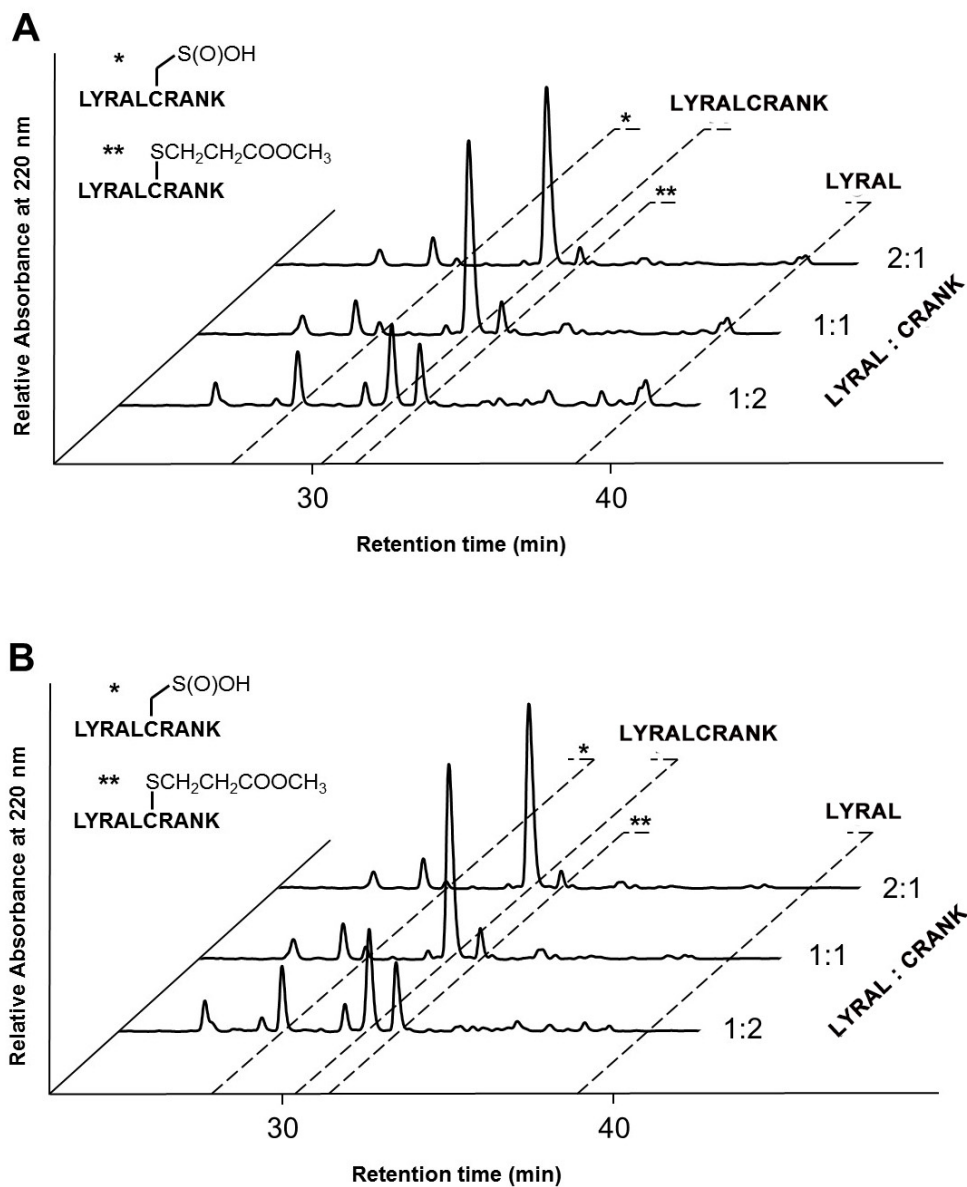 A
* S(O)OH
LYRALCRANK
** SCH₂CH₂COOCH₃
LYRALCRANK
Relative Absorbance at 220 nm
*
LYRALCRANK
**
LYRAL
2:1
1:1
1:2
LYRAL : CRANK
30 40
Retention time (min)
B
* S(O)OH
LYRALCRANK
** SCH₂CH₂COOCH₃
LYRALCRANK
Relative Absorbance at 220 nm
*
LYRALCRANK
**
LYRAL
2:1
1:1
1:2
LYRAL : CRANK
30 40
Retention time (min)